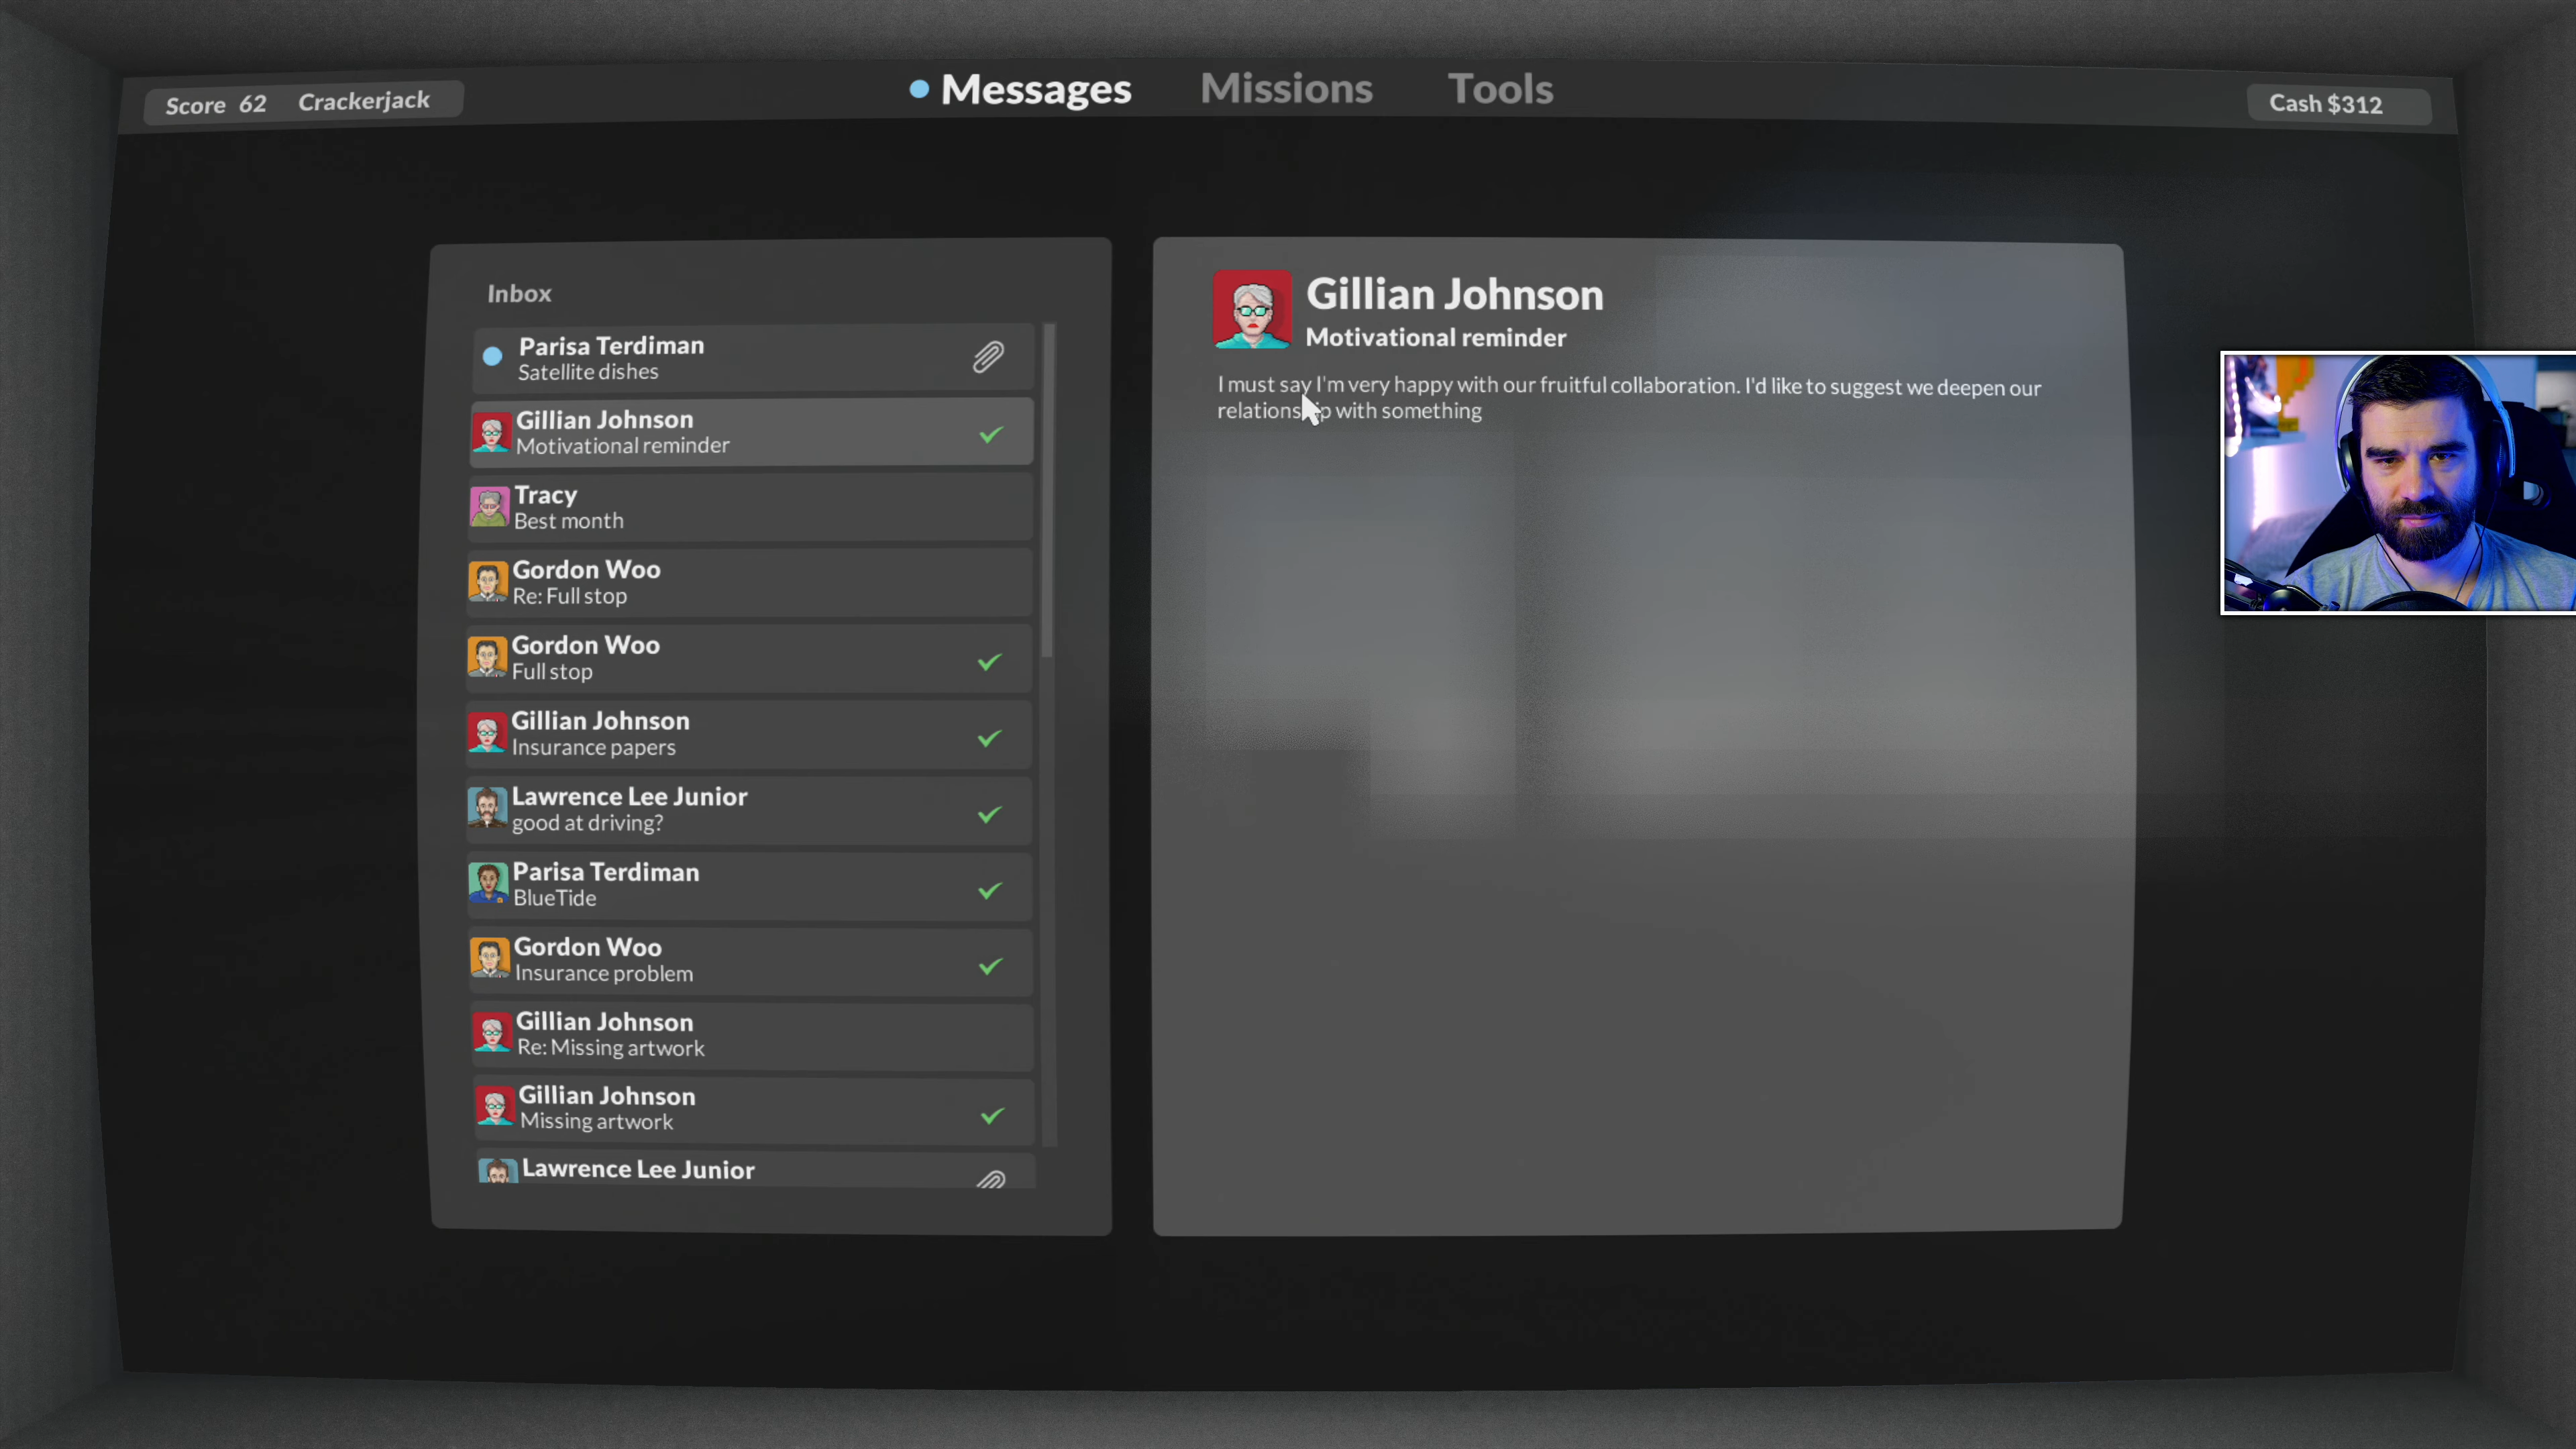 Score 62 Crackerjack
Messages Missions Tools
Cash $312
Inbox
Parisa Terdiman
Satellite dishes
Gillian Johnson
Motivational reminder
Tracy
Best month
Gordon Woo
Re: Full stop
Gordon Woo
Full stop
Gillian Johnson
Insurance papers
Lawrence Lee Junior
good at driving?
Parisa Terdiman
BlueTide
Gordon Woo
Insurance problem
Gillian Johnson
Re: Missing artwork
Gillian Johnson
Missing artwork
Lawrence Lee Junior
Gillian Johnson
Motivational reminder
I must say I'm very happy with our fruitful collaboration. I'd like to suggest we deepen our
relationship with something